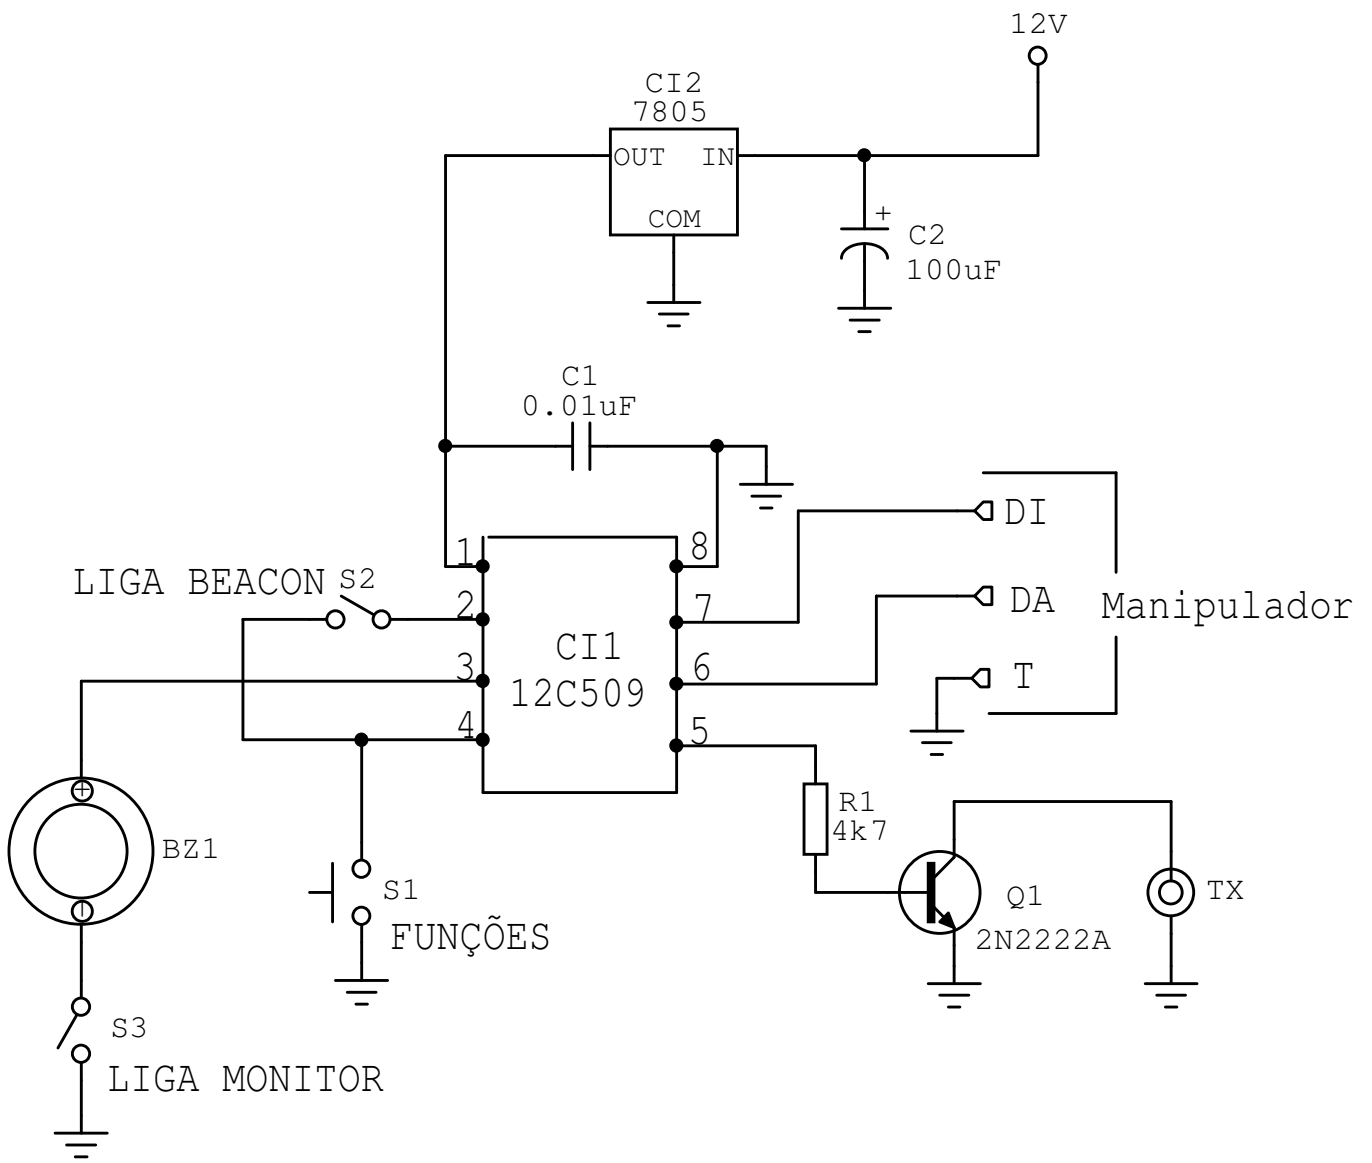 12V
CI2
7805
OUT IN
COM
+
C2
100uF
C1
0.01uF
DI
1
8
LIGA BEACON S2
2
7
DA
Manipulador
CI1
3
6
12C509
T
4
5
+
R1
4k7
BZ1
S1
Q1
TX
FUNÇÕES
2N2222A
S3
LIGA MONITOR